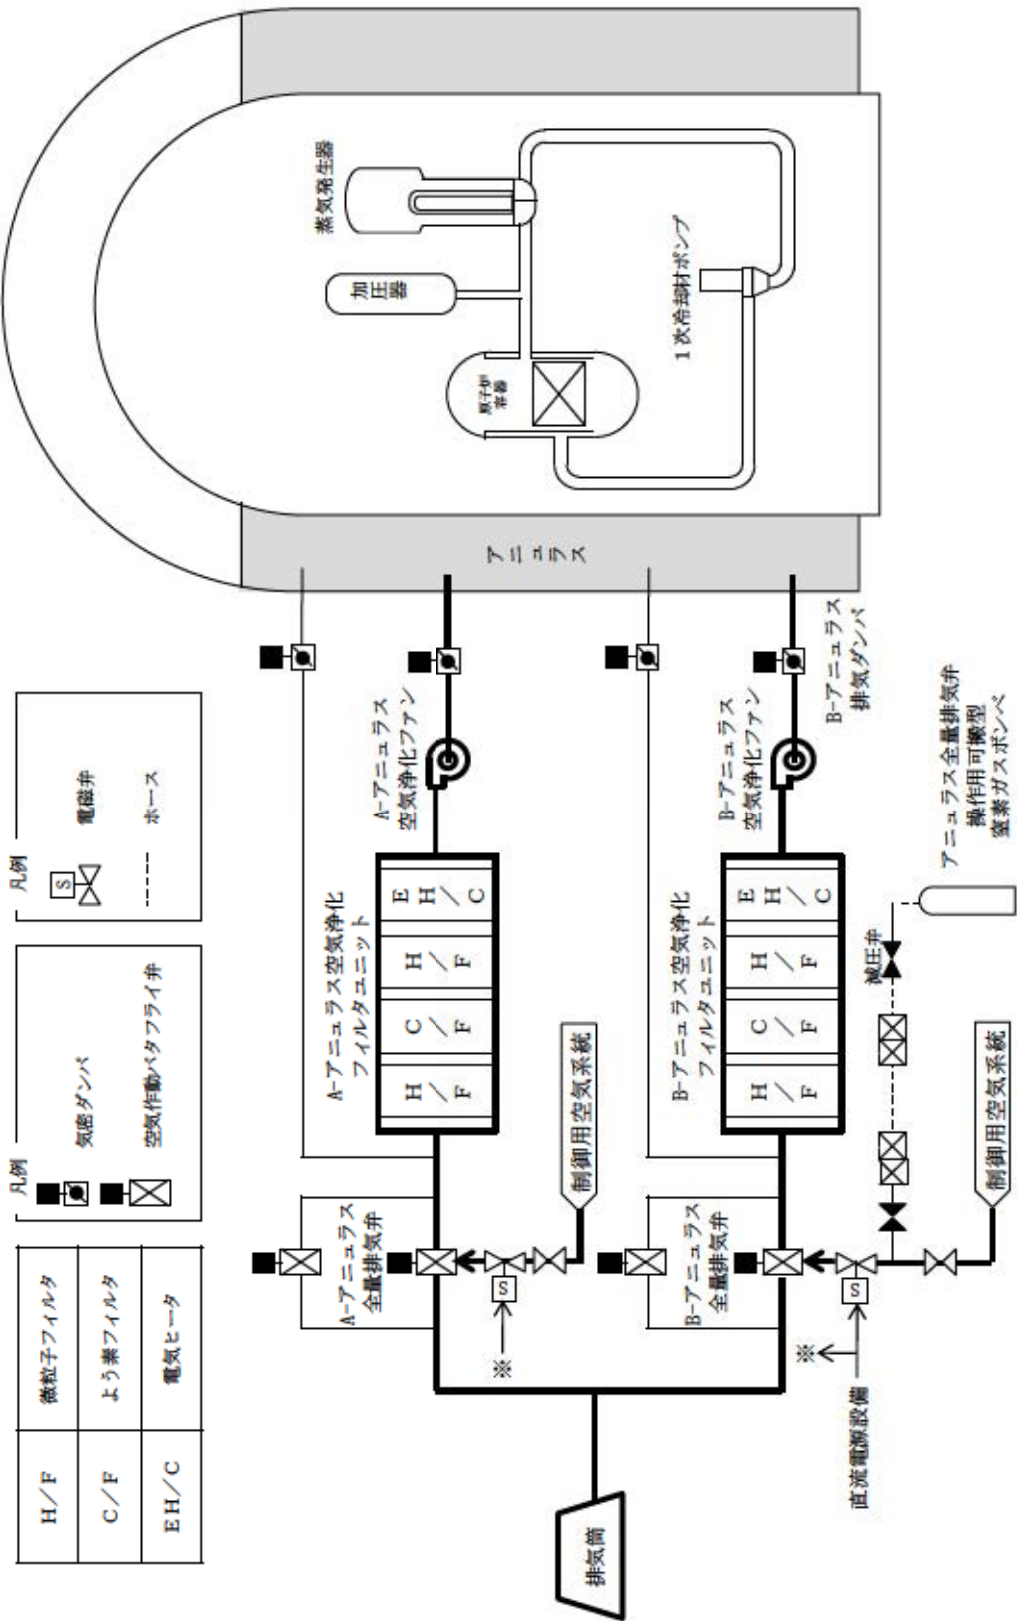 H/F 微粒子フィルタ
C/F よう素フィルタ
EH/C 電気ヒータ
凡例
気密ダンパ
空気作動バタフライ弁
凡例
S
電磁弁
ホース
蒸気発生器
加圧器
原子炉
容器
1次冷却材ポンプ
アニュラス
A-アニュラス
空気浄化ファン
A-アニュラス空気浄化
フィルタユニット
H/F
C/F
H/F
EH/C
A-アニュラス
全量排気弁
制御用空気系統
S
※
B-アニュラス
排気ダンパ
B-アニュラス
空気浄化ファン
B-アニュラス空気浄化
フィルタユニット
H/F
C/F
H/F
EH/C
B-アニュラス
全量排気弁
制御用空気系統
S
※
直流電源設備
減圧弁
アニュラス全量排気弁
操作用可搬型
窒素ガスボンベ
排気筒